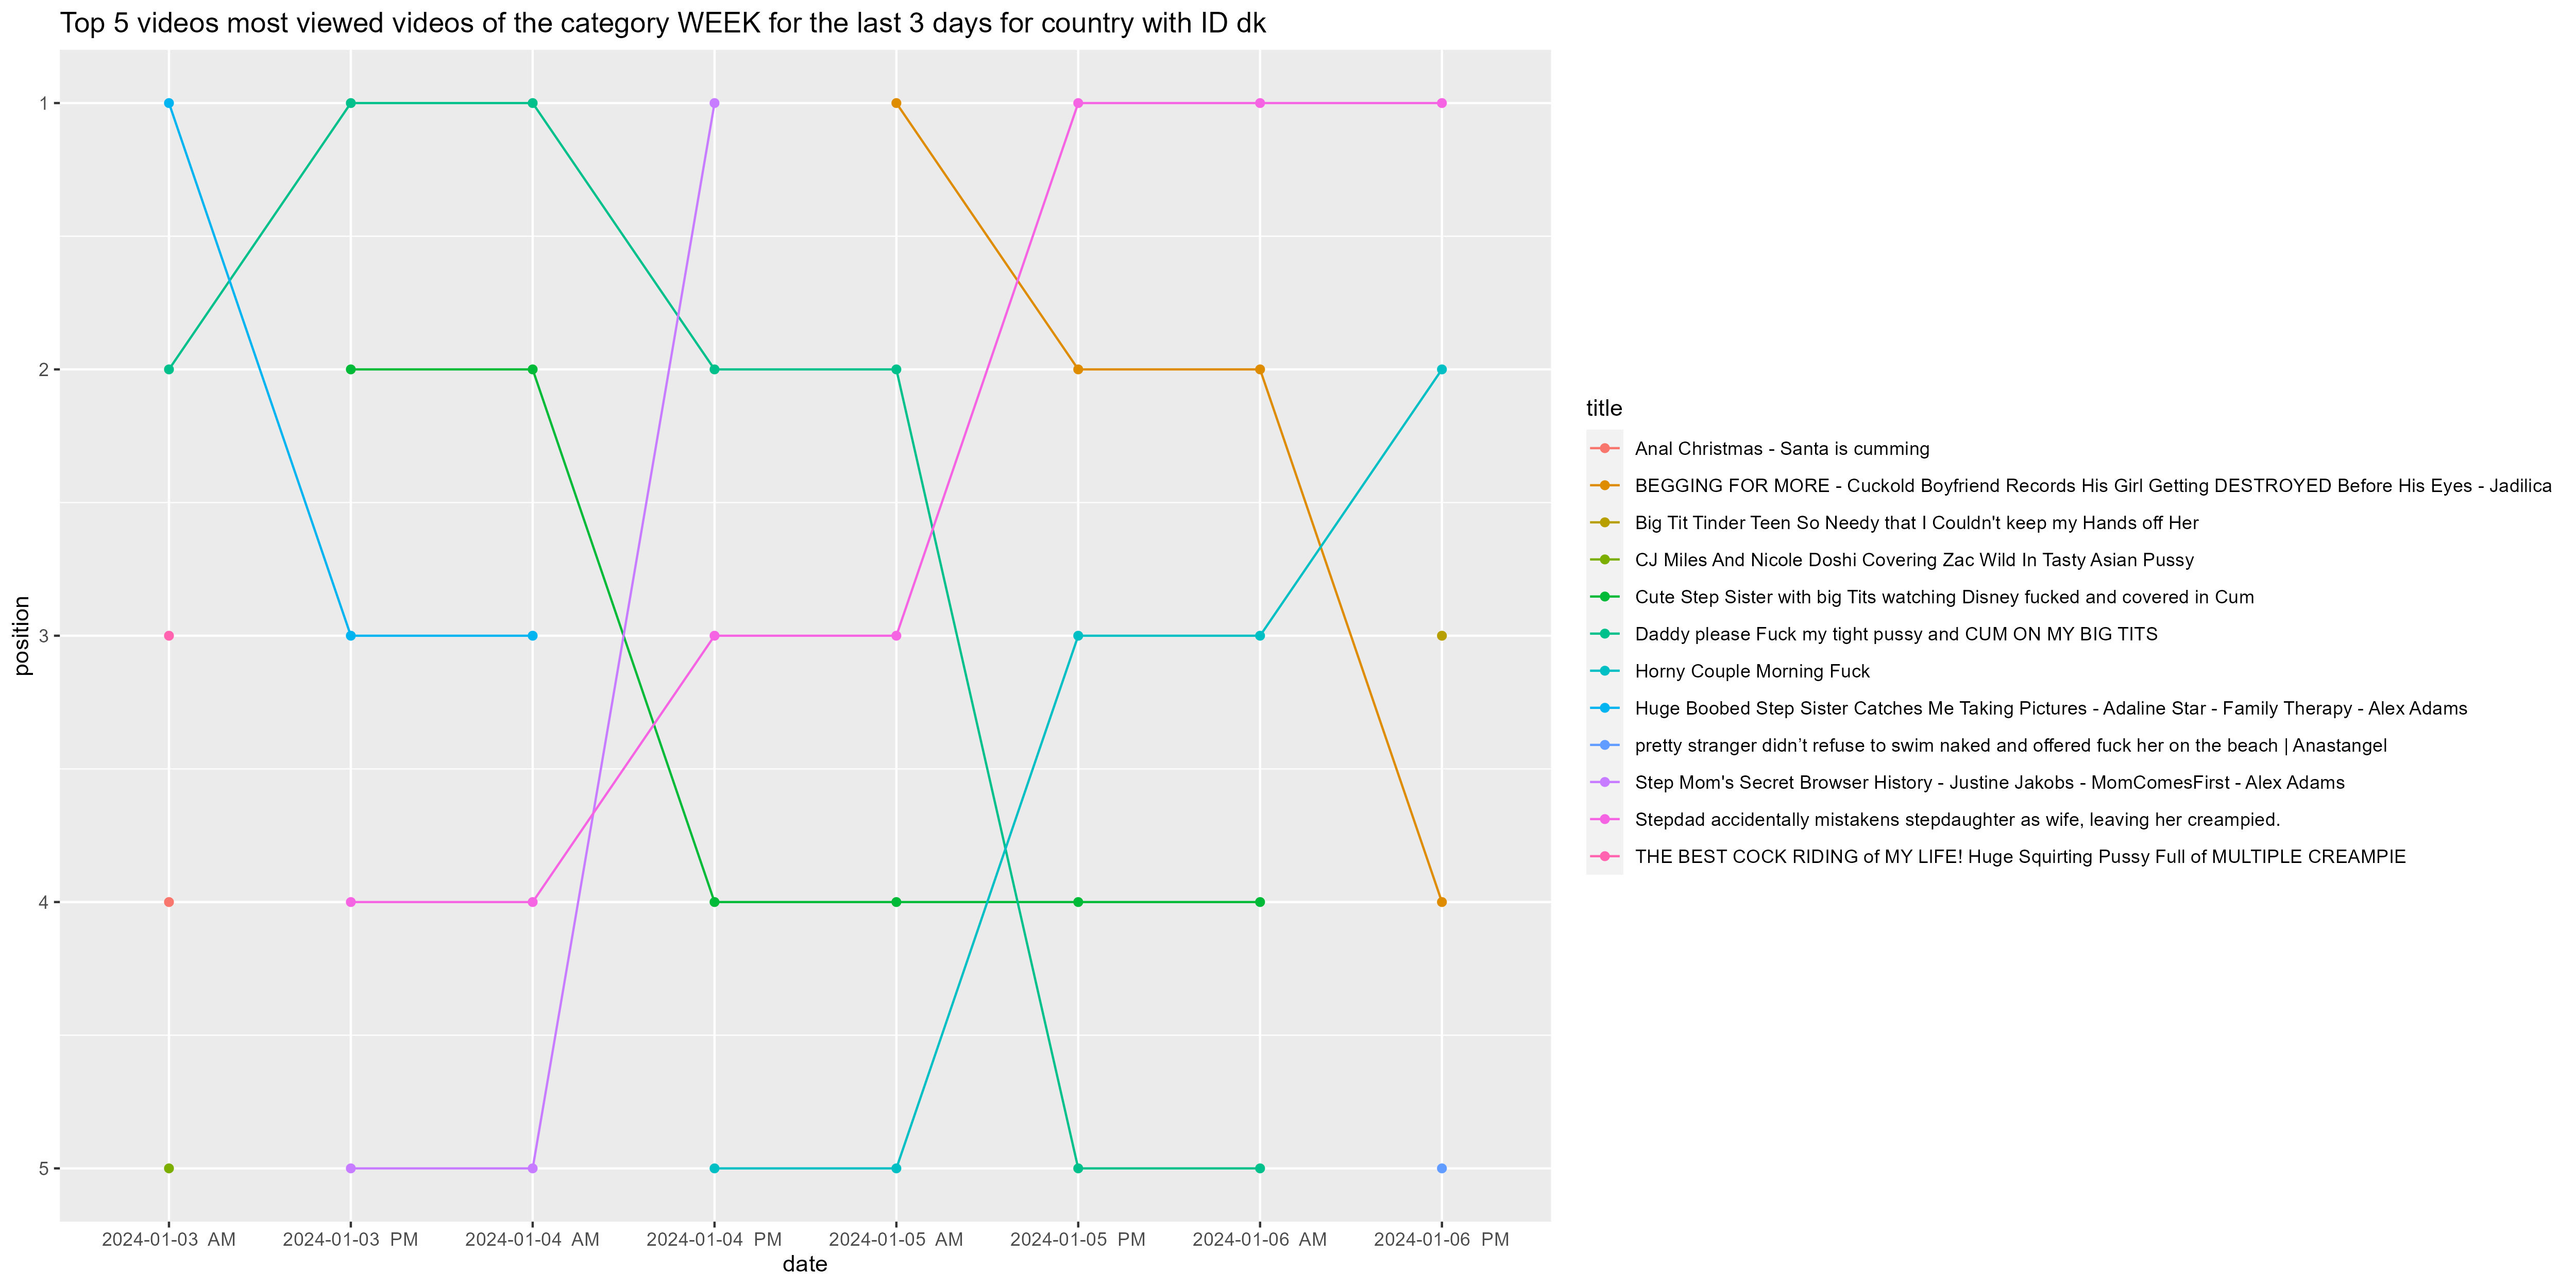 Top 5 videos most viewed videos of the category WEEK for the last 3 days for country with ID dk
position
1
2
3
4
5
2024-01-03 AM
2024-01-03 PM
2024-01-04 AM
2024-01-04 PM
2024-01-05 AM
2024-01-05 PM
2024-01-06 AM
2024-01-06 PM
date
title
Anal Christmas - Santa is cumming
BEGGING FOR MORE - Cuckold Boyfriend Records His Girl Getting DESTROYED Before His Eyes - Jadilica
Big Tit Tinder Teen So Needy that I Couldn't keep my Hands off Her
CJ Miles And Nicole Doshi Covering Zac Wild In Tasty Asian Pussy
Cute Step Sister with big Tits watching Disney fucked and covered in Cum
Daddy please Fuck my tight pussy and CUM ON MY BIG TITS
Horny Couple Morning Fuck
Huge Boobed Step Sister Catches Me Taking Pictures - Adaline Star - Family Therapy - Alex Adams
pretty stranger didn’t refuse to swim naked and offered fuck her on the beach | Anastangel
Step Mom's Secret Browser History - Justine Jakobs - MomComesFirst - Alex Adams
Stepdad accidentally mistakens stepdaughter as wife, leaving her creampied.
THE BEST COCK RIDING of MY LIFE! Huge Squirting Pussy Full of MULTIPLE CREAMPIE